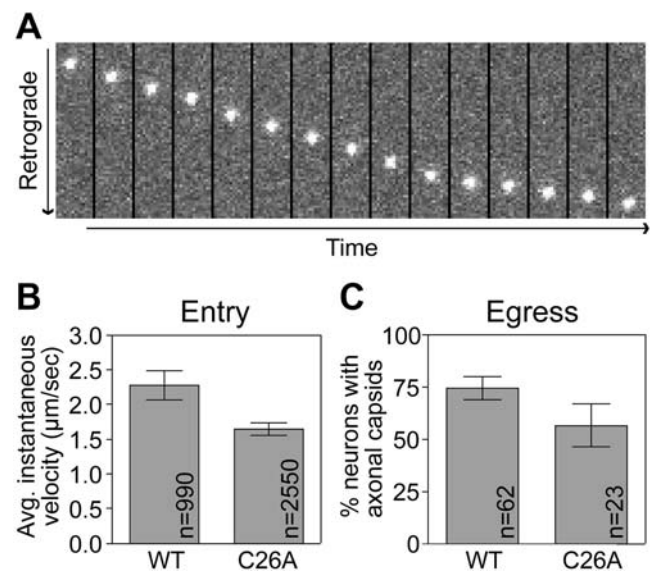 A
Retrograde
Time
B
Entry
Avg. instantaneous
velocity (µm/sec)
3.0
2.5
2.0
1.5
1.0
0.5
0.0
n=990
n=2550
WT
C26A
C
Egress
% neurons with
axonal capsids
100
75
50
25
0
n=62
n=23
WT
C26A